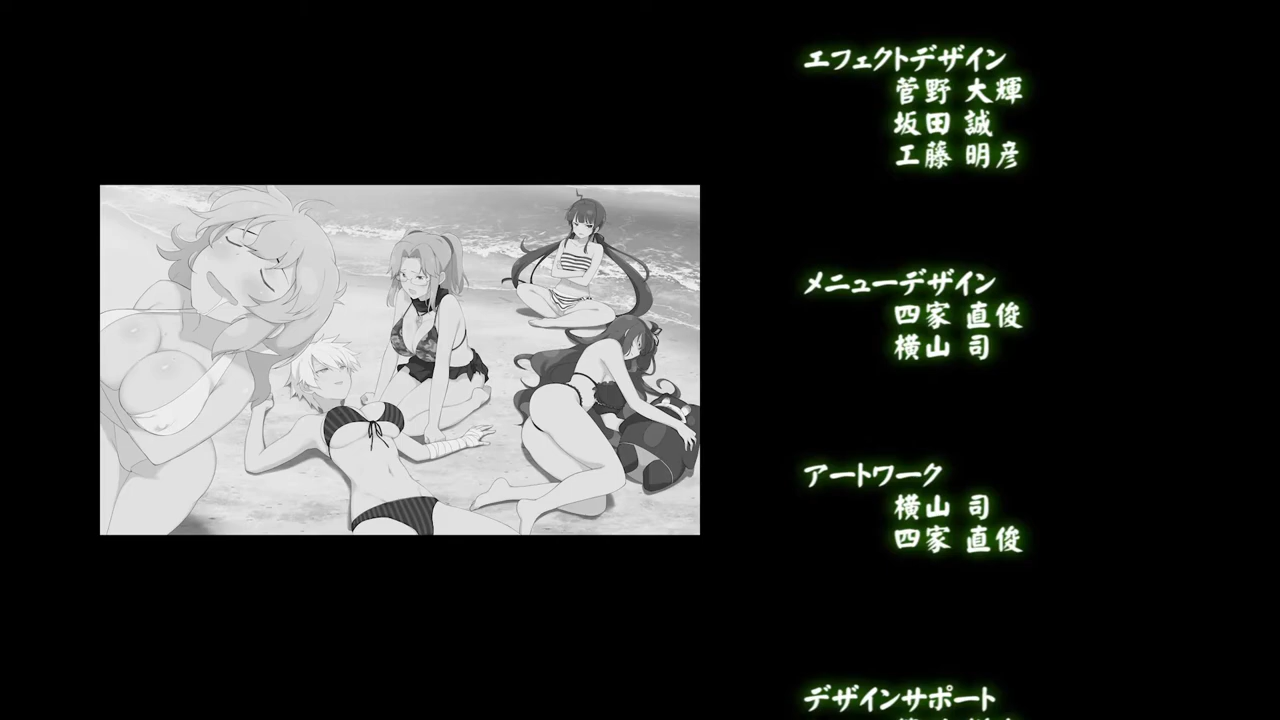 エフェクトデザイン
菅野 大輝
坂田 誠
工藤 明彦
メニューデザイン
四家 直俊
横山 司
アートワーク
横山 司
四家 直俊
デザインサポート